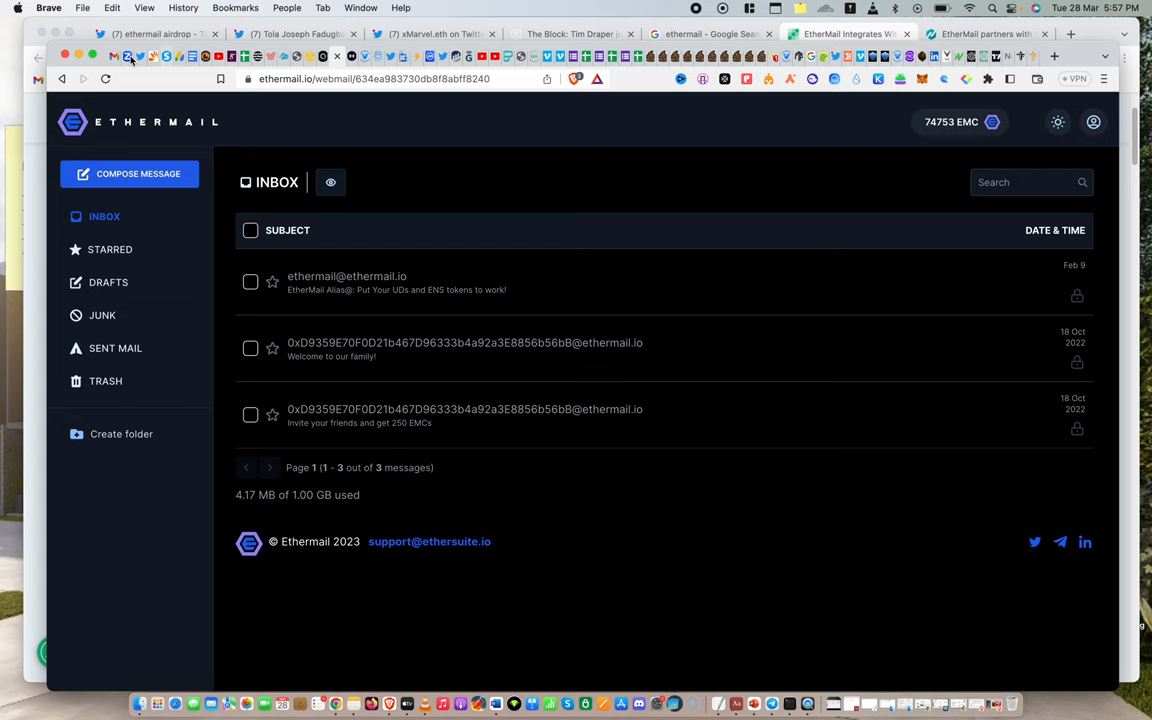 Brave File Edit View History Bookmarks People Tab Window Help Tue 28 Mar 5:57 PM
(7) ethermail airdrop - Tw (7) Tola Joseph Fadugba (7) xMarvel.eth on Twitte The Block: Tim Draper jo ethermail - Google Sear EtherMail Integrates Wi EtherMail partners with
ethermail.io/webmail/634ea983730db8f8abff8240 VPN
ETHERMAIL
74753 EMC
COMPOSE MESSAGE
INBOX
STARRED
DRAFTS
JUNK
SENT MAIL
TRASH
Create folder
INBOX
Search
SUBJECT DATE & TIME
ethermail@ethermail.io Feb 9
EtherMail Alias@: Put Your UDs and ENS tokens to work!
0xD9359E70F0D21b467D96333b4a92a3E8856b56bB@ethermail.io 18 Oct
2022
Welcome to our family!
0xD9359E70F0D21b467D96333b4a92a3E8856b56bB@ethermail.io 18 Oct
2022
Invite your friends and get 250 EMCs
Page 1 (1 - 3 out of 3 messages)
4.17 MB of 1.00 GB used
© Ethermail 2023 support@ethersuite.io